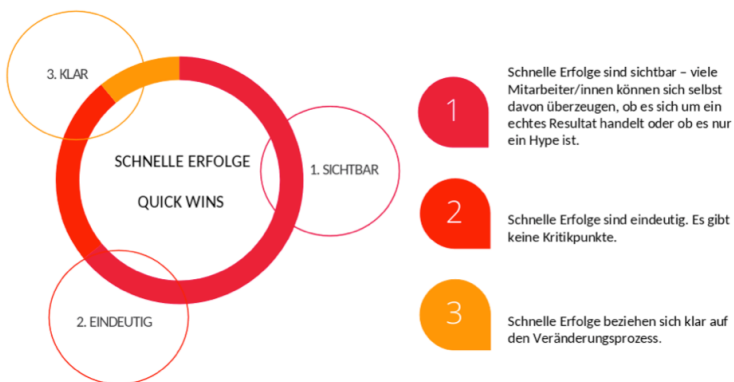 3. KLAR
SCHNELLE ERFOLGE
QUICK WINS
1. SICHTBAR
2. EINDEUTIG
1
Schnelle Erfolge sind sichtbar – viele
Mitarbeiter/innen können sich selbst
davon überzeugen, ob es sich um ein
echtes Resultat handelt oder ob es nur
ein Hype ist.
2
Schnelle Erfolge sind eindeutig. Es gibt
keine Kritikpunkte.
3
Schnelle Erfolge beziehen sich klar auf
den Veränderungsprozess.